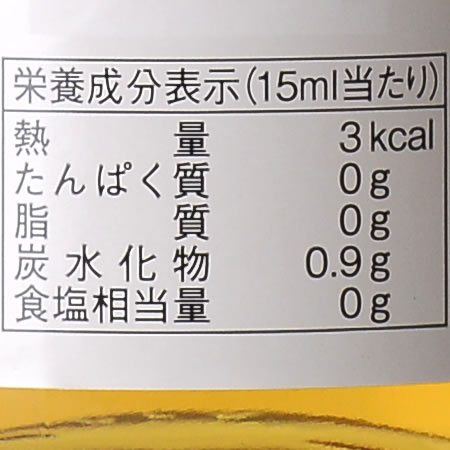 栄養成分表示(15ml当たり)
熱量 3kcal
たんぱく質 0g
脂質 0g
炭水化物 0.9g
食塩相当量 0g